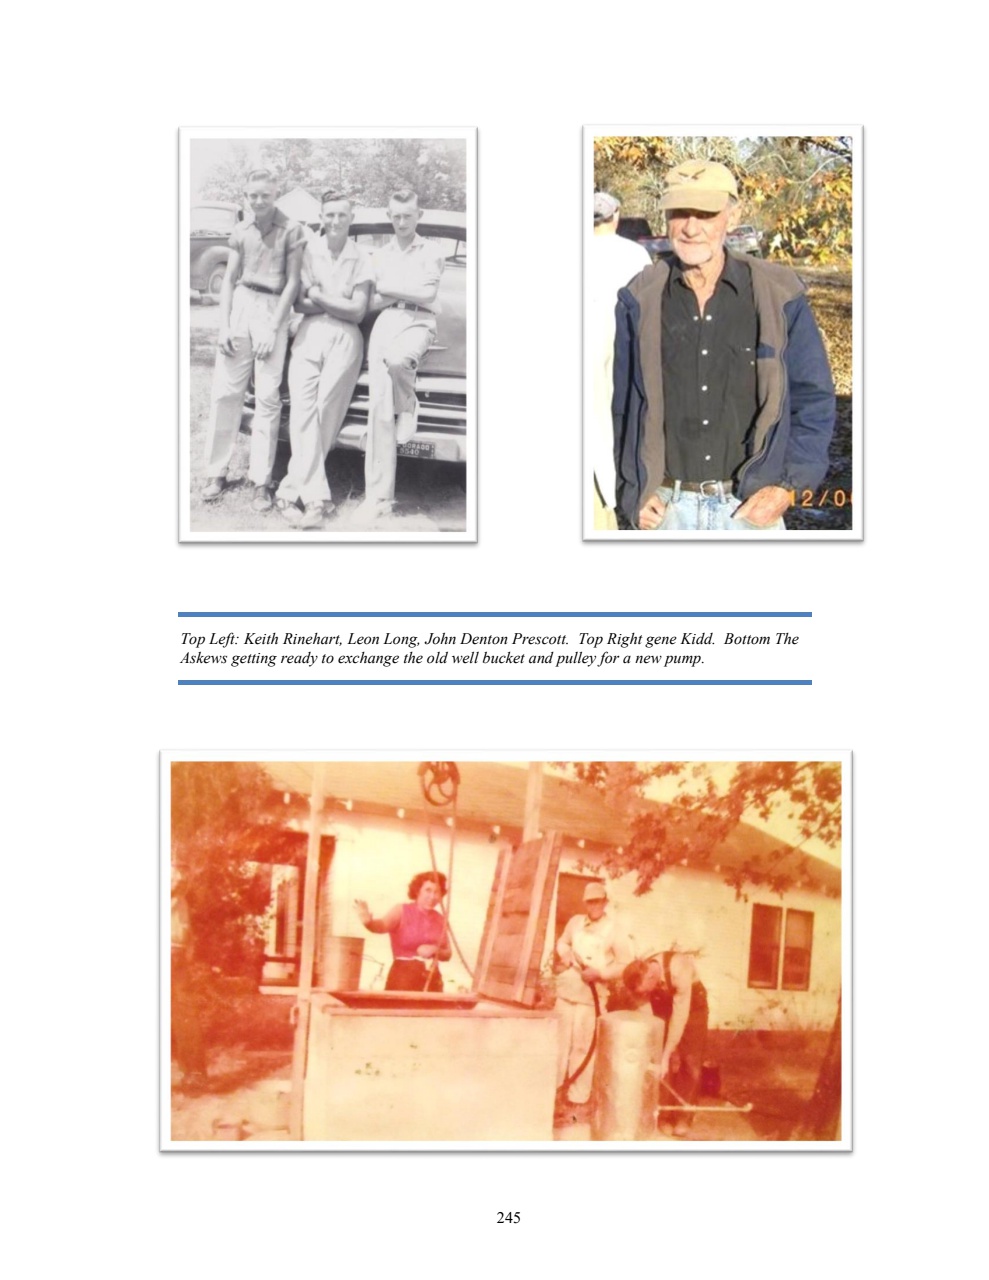 12/0
Top Left: Keith Rinehart, Leon Long, John Denton Prescott.  Top Right gene Kidd.  Bottom The
Askews getting ready to exchange the old well bucket and pulley for a new pump.
245